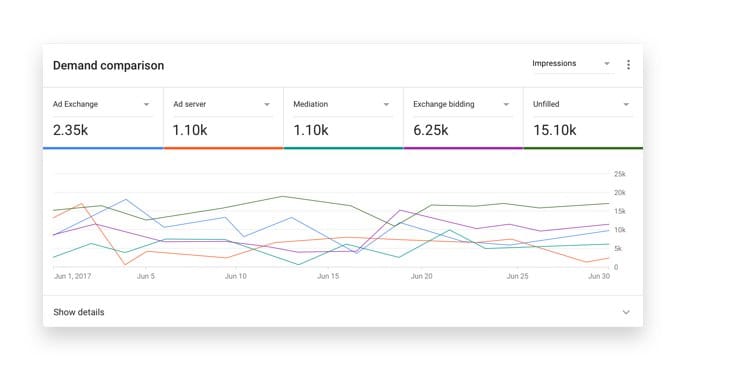 Demand comparison
Impressions
Ad Exchange
Ad server
Mediation
Exchange bidding
Unfilled
2.35k
1.10k
1.10k
6.25k
15.10k
25k
20k
15k
10k
5k
0
Jun 1, 2017
Jun 5
Jun 10
Jun 15
Jun 20
Jun 25
Jun 30
Show details